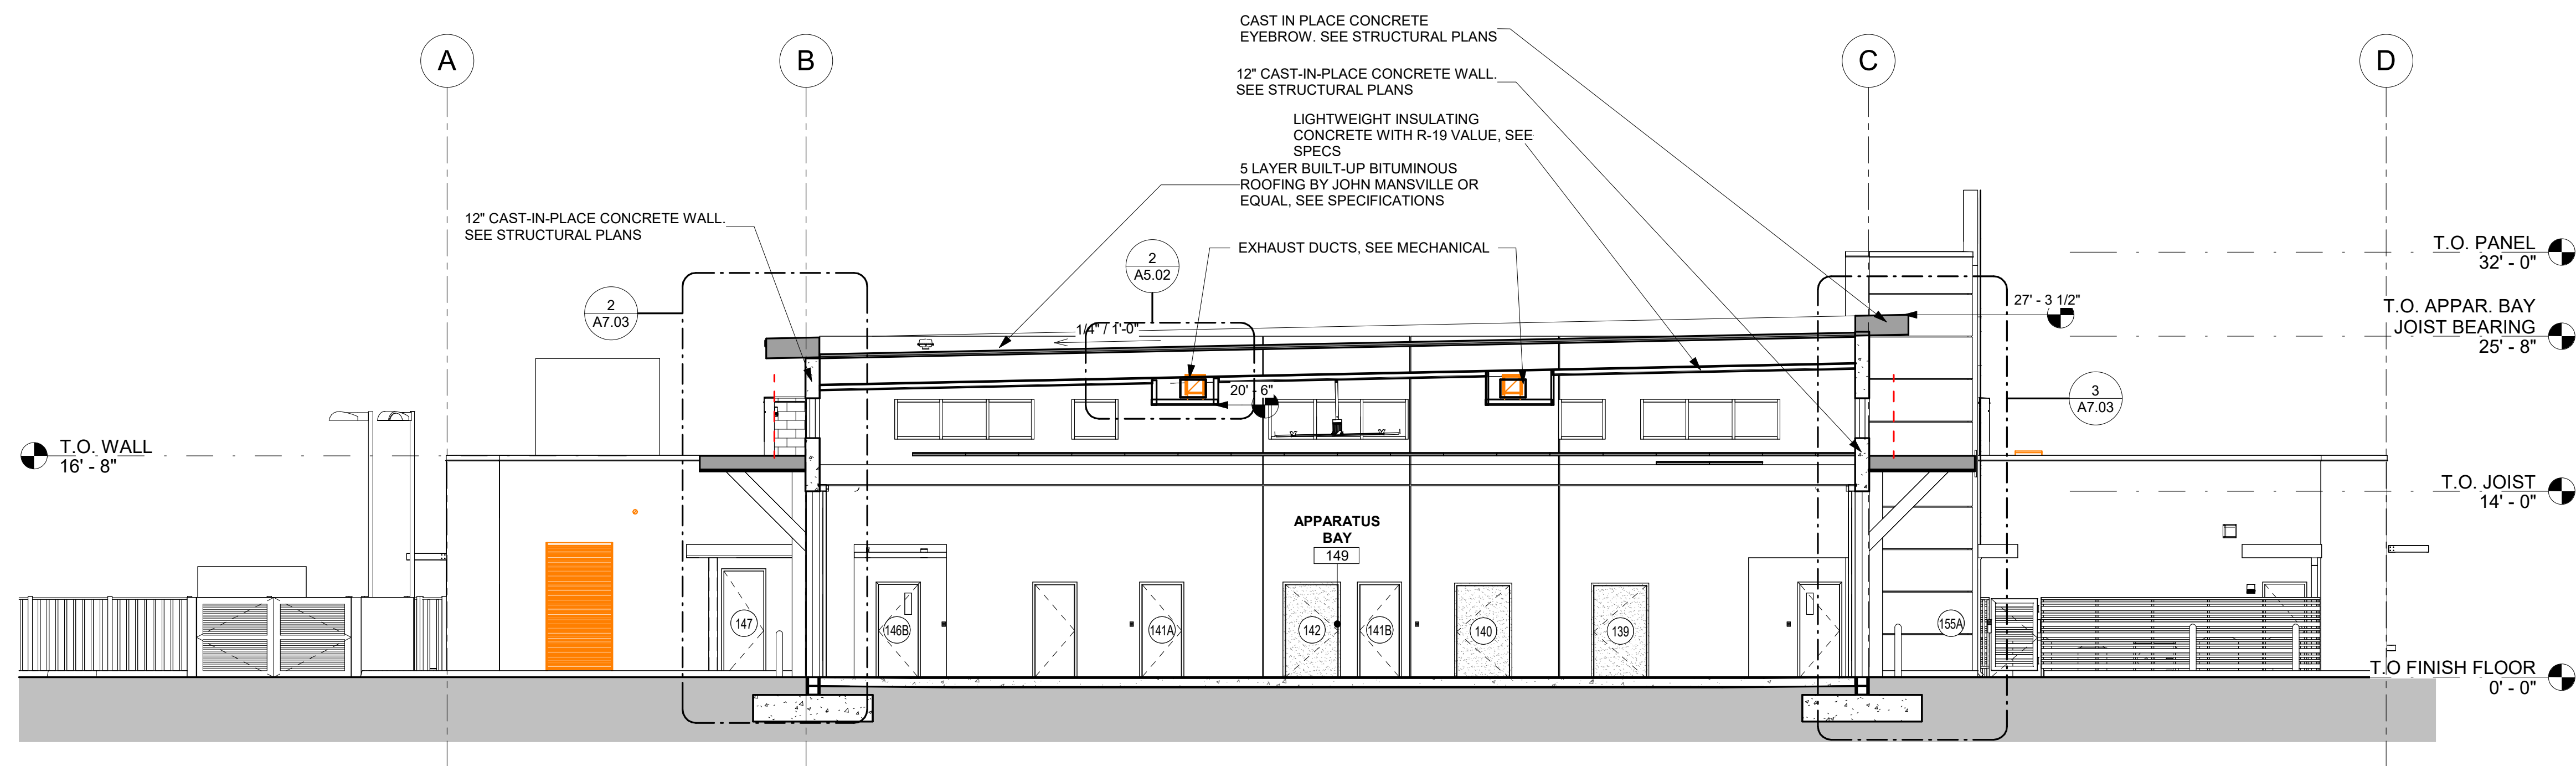 CAST IN PLACE CONCRETE
EYEBROW. SEE STRUCTURAL PLANS
A
B
C
D
12" CAST-IN-PLACE CONCRETE WALL.
SEE STRUCTURAL PLANS
LIGHTWEIGHT INSULATING
CONCRETE WITH R-19 VALUE, SEE
SPECS
5 LAYER BUILT-UP BITUMINOUS
ROOFING BY JOHN MANSVILLE OR
EQUAL, SEE SPECIFICATIONS
12" CAST-IN-PLACE CONCRETE WALL.
SEE STRUCTURAL PLANS
EXHAUST DUCTS, SEE MECHANICAL
2
A5.02
T.O. PANEL
32' - 0"
2
A7.03
27' - 3 1/2"
T.O. APPAR. BAY
JOIST BEARING
25' - 8"
1/4" / 1'-0"
20' - 6"
3
A7.03
T.O. WALL
16' - 8"
T.O. JOIST
14' - 0"
APPARATUS
BAY
149
147
146B
141A
142
141B
140
139
155A
T.O FINISH FLOOR
0' - 0"